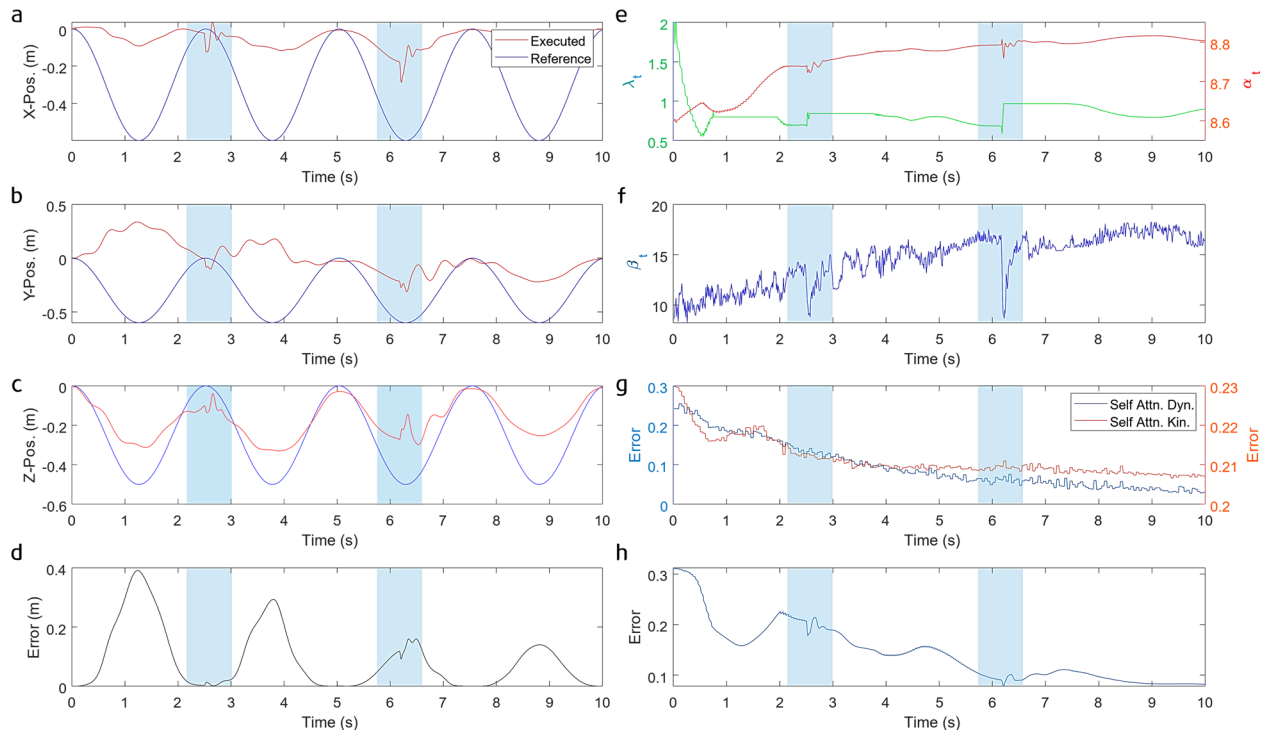 a
0
-0.2
-0.4
X-Pos. (m)
Executed
Reference
0 1 2 3 4 5 6 7 8 9 10
Time (s)
b
0.5
0
-0.5
Y-Pos. (m)
0 1 2 3 4 5 6 7 8 9 10
Time (s)
c
0
-0.2
-0.4
-0.6
Z-Pos. (m)
0 1 2 3 4 5 6 7 8 9 10
Time (s)
d
0.4
0.2
0
Error (m)
0 1 2 3 4 5 6 7 8 9 10
Time (s)
e
2
1.5
1
0.5
λt
8.8
8.7
8.6
αt
0 1 2 3 4 5 6 7 8 9 10
Time (s)
f
20
15
10
βt
0 1 2 3 4 5 6 7 8 9 10
Time (s)
g
0.3
0.2
0.1
0
Error
Self Attn. Dyn.
Self Attn. Kin.
0.23
0.22
0.21
0.2
Error
0 1 2 3 4 5 6 7 8 9 10
Time (s)
h
0.3
0.2
0.1
Error
0 1 2 3 4 5 6 7 8 9 10
Time (s)